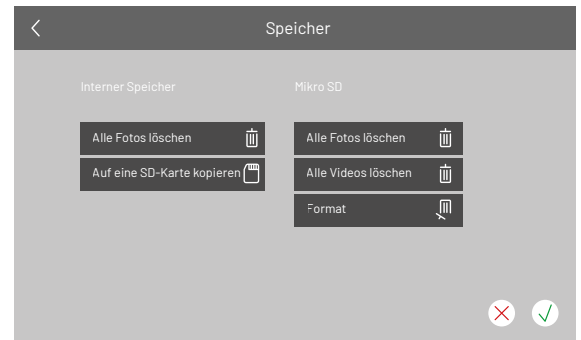 Speicher
Interner Speicher
Mikro SD
Alle Fotos löschen
Auf eine SD-Karte kopieren
Alle Fotos löschen
Alle Videos löschen
Format